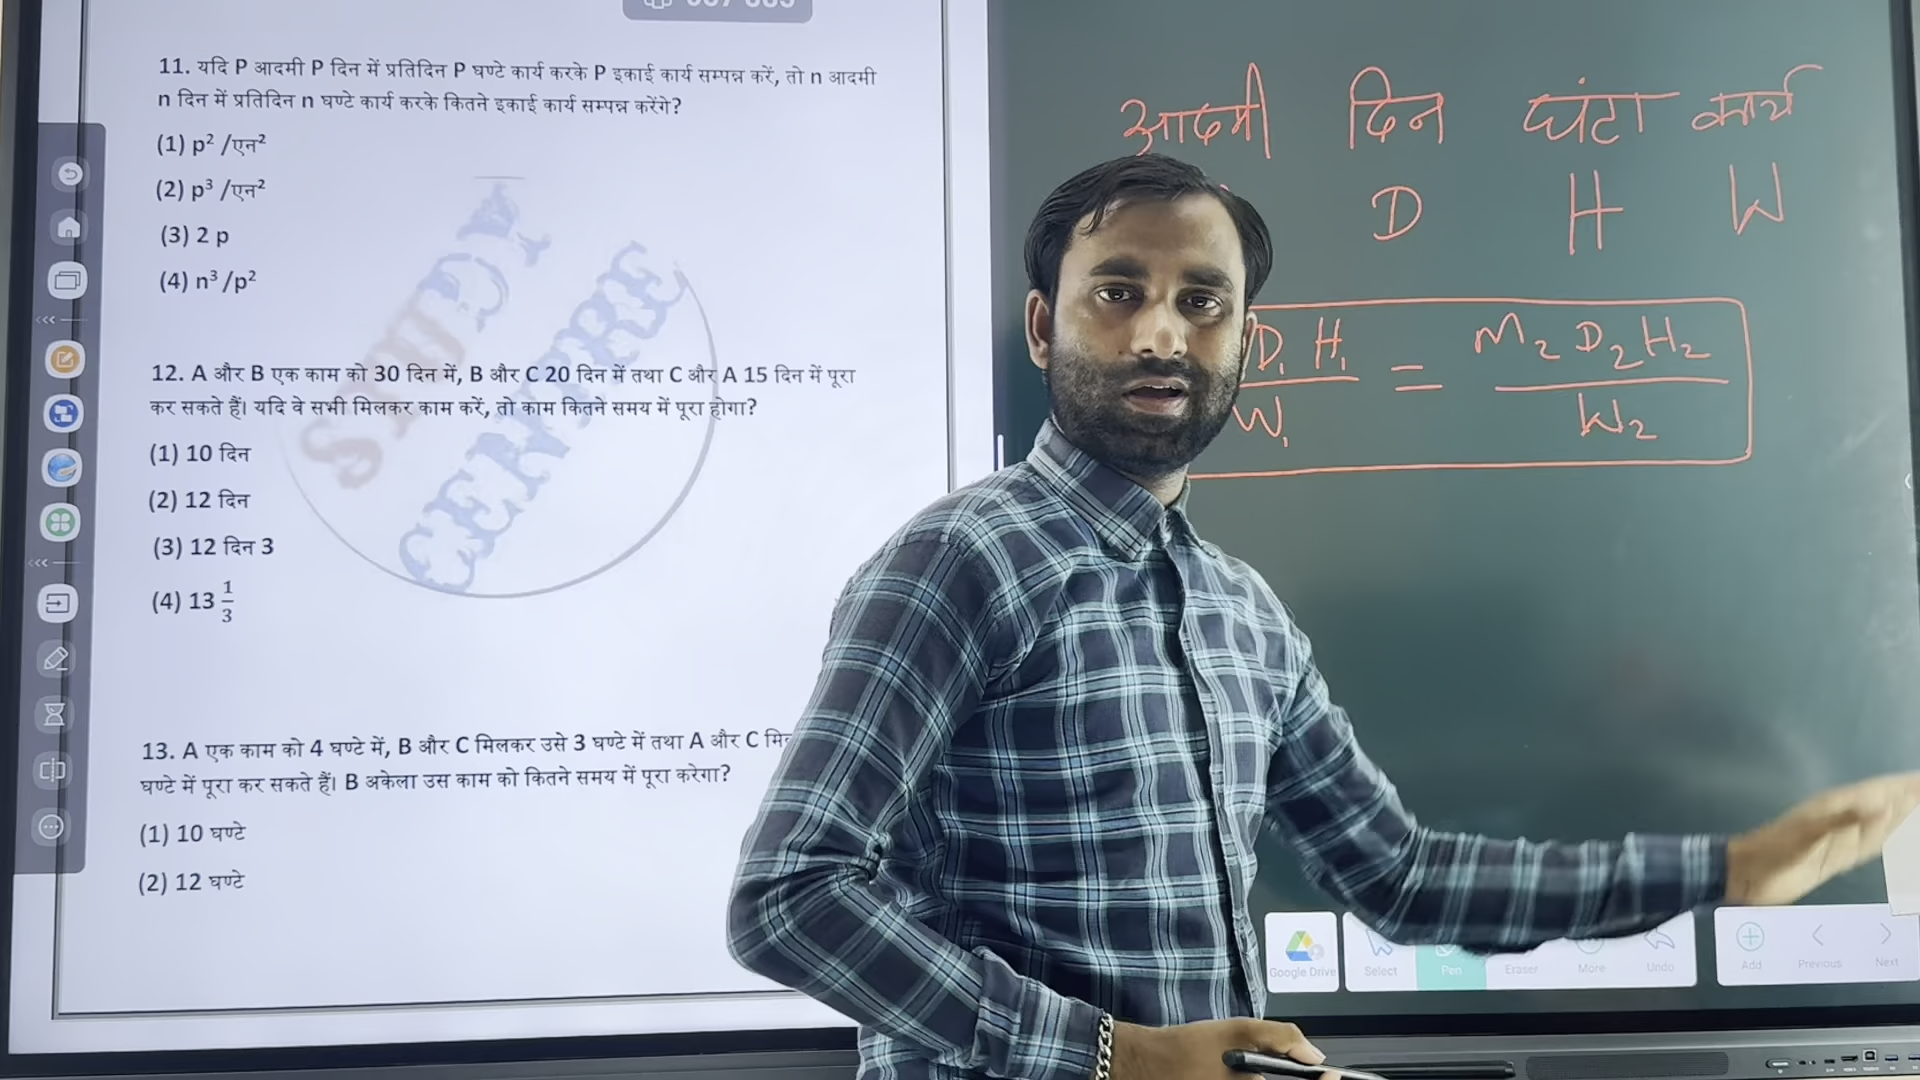 11. यदि P आदमी P दिन में प्रतिदिन P घण्टे कार्य करके P इकाई कार्य सम्पन्न करें, तो n आदमी
n दिन में प्रतिदिन n घण्टे कार्य करके कितने इकाई कार्य सम्पन्न करेंगे?
(1) p² /एन²
(2) p³ /एन²
(3) 2 p
(4) n³ /p²
12. A और B एक काम को 30 दिन में, B और C 20 दिन में तथा C और A 15 दिन में पूरा
कर सकते हैं। यदि वे सभी मिलकर काम करें, तो काम कितने समय में पूरा होगा?
(1) 10 दिन
(2) 12 दिन
(3) 12 दिन 3
(4) 13 1/3
13. A एक काम को 4 घण्टे में, B और C मिलकर उसे 3 घण्टे में तथा A और C
घण्टे में पूरा कर सकते हैं। B अकेला उस काम को कितने समय में पूरा करेगा?
(1) 10 घण्टे
(2) 12 घण्टे
STUDY
CENTRE
आदमी दिन घंटा कार्य
D H W
D₁ H₁ / W₁ = M₂ D₂ H₂ / W₂
Google Drive Select Pen Eraser More Undo Add Previous Next